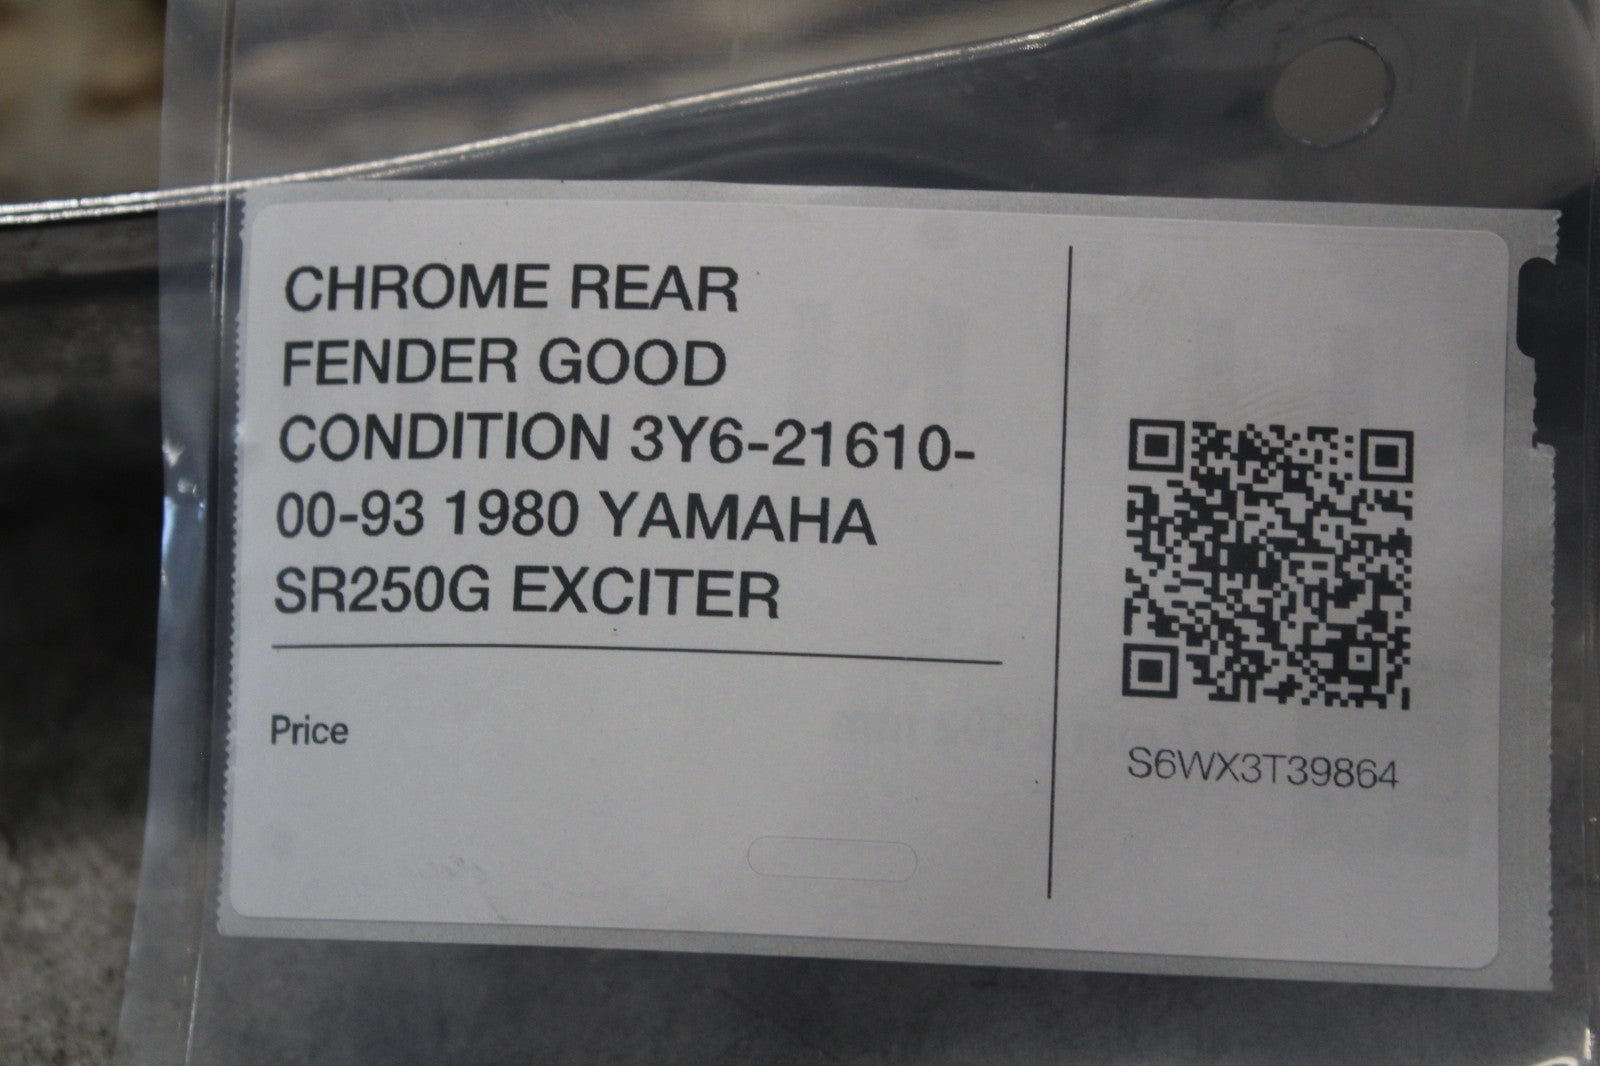 CHROME REAR
FENDER GOOD
CONDITION 3Y6-21610-
00-93 1980 YAMAHA
SR250G EXCITER
Price
S6WX3T39864